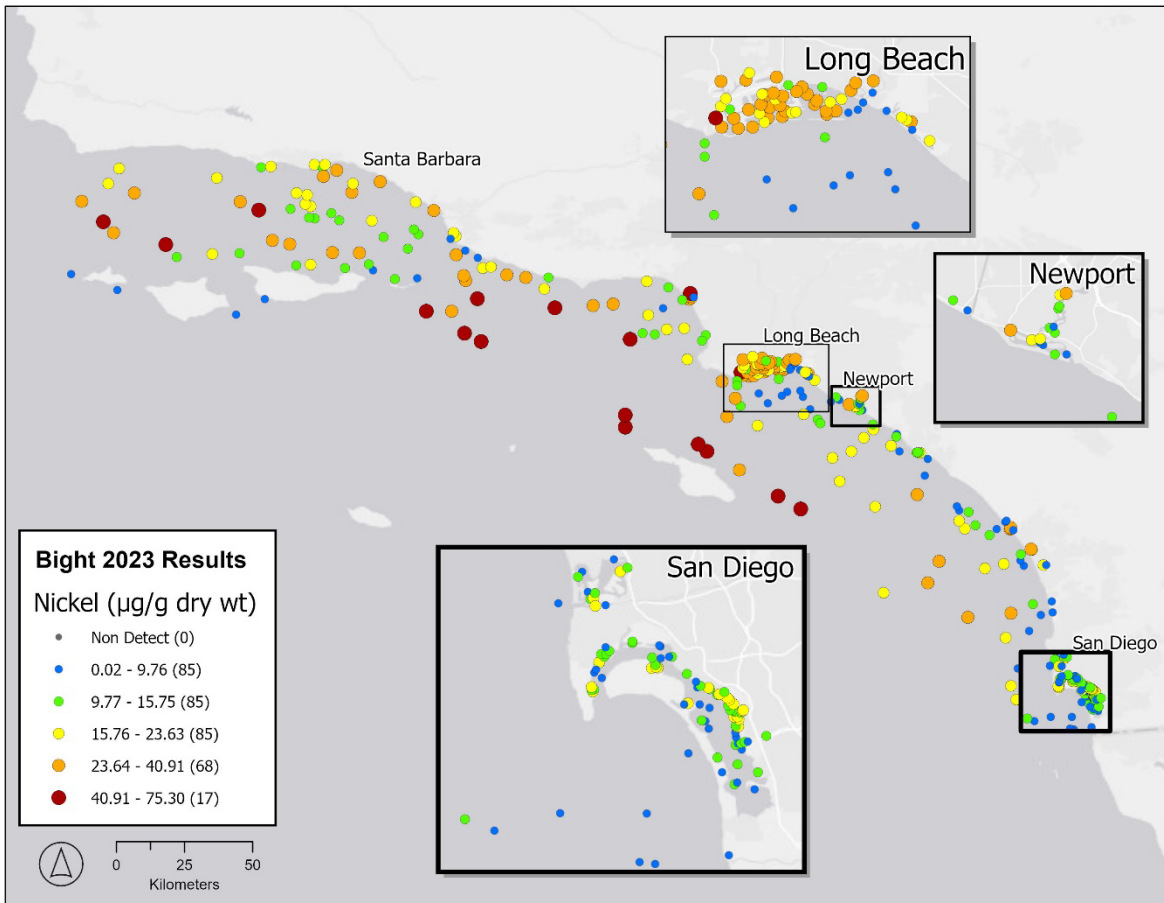 Long Beach
Santa Barbara
Newport
Long Beach
Newport
San Diego
San Diego
Bight 2023 Results
Nickel (µg/g dry wt)
Non Detect (0)
0.02 - 9.76 (85)
9.77 - 15.75 (85)
15.76 - 23.63 (85)
23.64 - 40.91 (68)
40.91 - 75.30 (17)
0 25 50
Kilometers